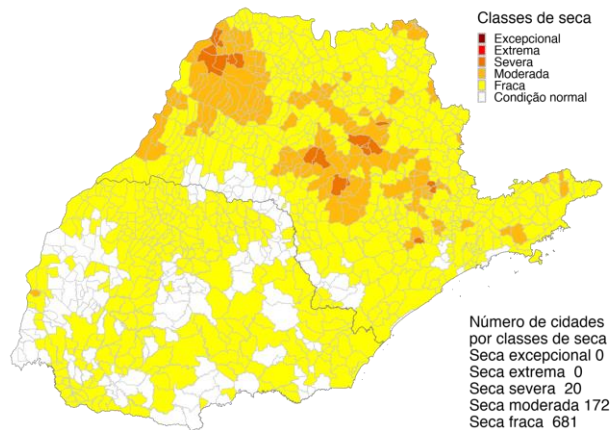 Classes de seca
Excepcional
Extrema
Severa
Moderada
Fraca
Condição normal
Número de cidades
por classes de seca
Seca excepcional 0
Seca extrema 0
Seca severa 20
Seca moderada 172
Seca fraca 681